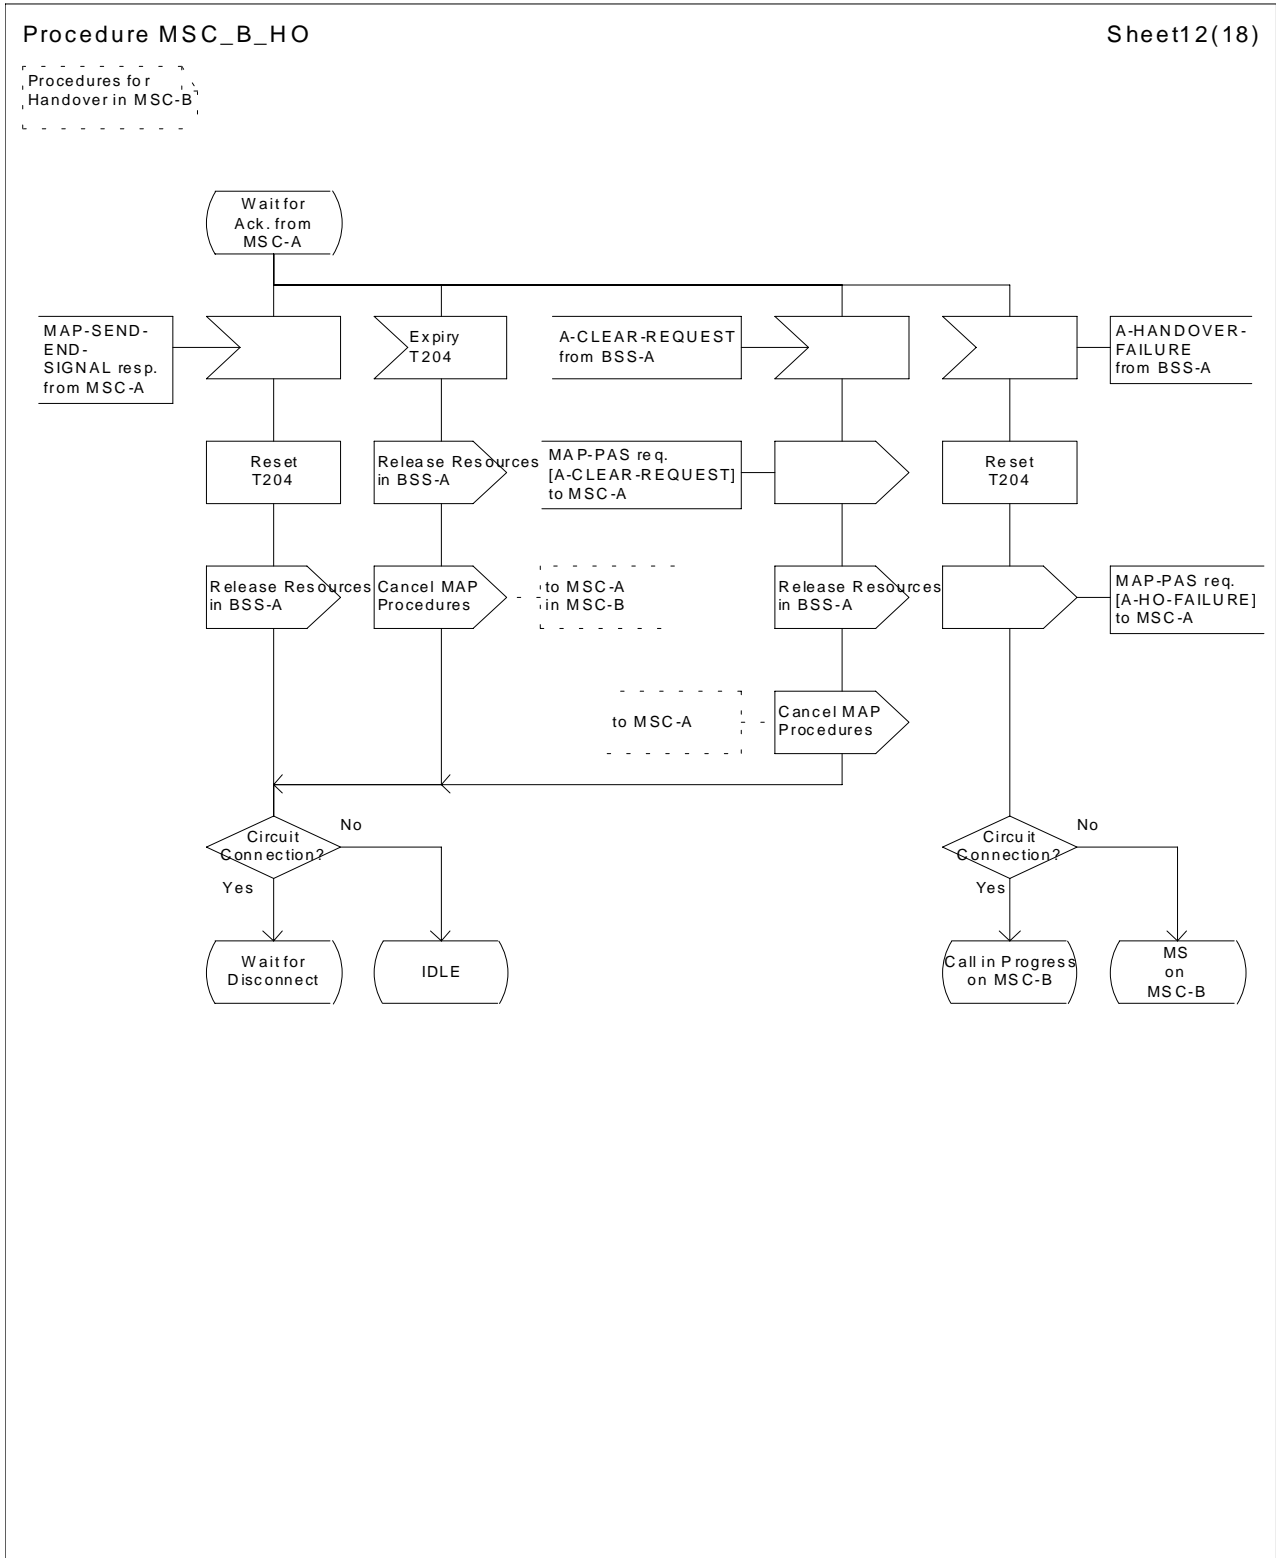 Procedure MSC_B_HO
Sheet12(18)
Procedures for
Handover in MSC-B
Wait for
Ack. from
MSC-A
MAP-SEND-
END-
SIGNAL resp.
from MSC-A
Expiry
T204
A-CLEAR-REQUEST
from BSS-A
A-HANDOVER-
FAILURE
from BSS-A
Reset
T204
Release Resources
in BSS-A
MAP-PAS req.
[A-CLEAR-REQUEST]
to MSC-A
Reset
T204
Release Resources
in BSS-A
Cancel MAP
Procedures
to MSC-A
in MSC-B
Release Resources
in BSS-A
MAP-PAS req.
[A-HO-FAILURE]
to MSC-A
to MSC-A
Cancel MAP
Procedures
Circuit
Connection?
No
Yes
Circuit
Connection?
No
Yes
Wait for
Disconnect
IDLE
Call in Progress
on MSC-B
MS
on
MSC-B